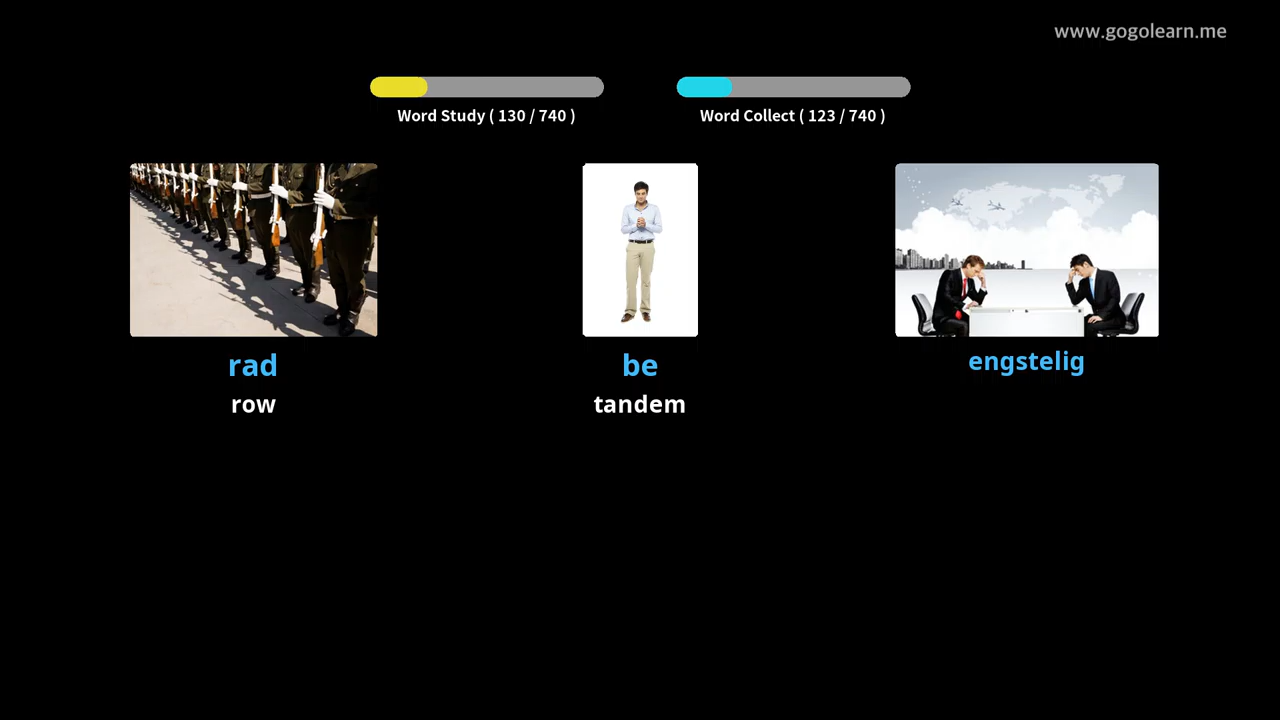 www.gogolearn.me
Word Study ( 130 / 740 )
Word Collect ( 123 / 740 )
rad
row
be
tandem
engstelig